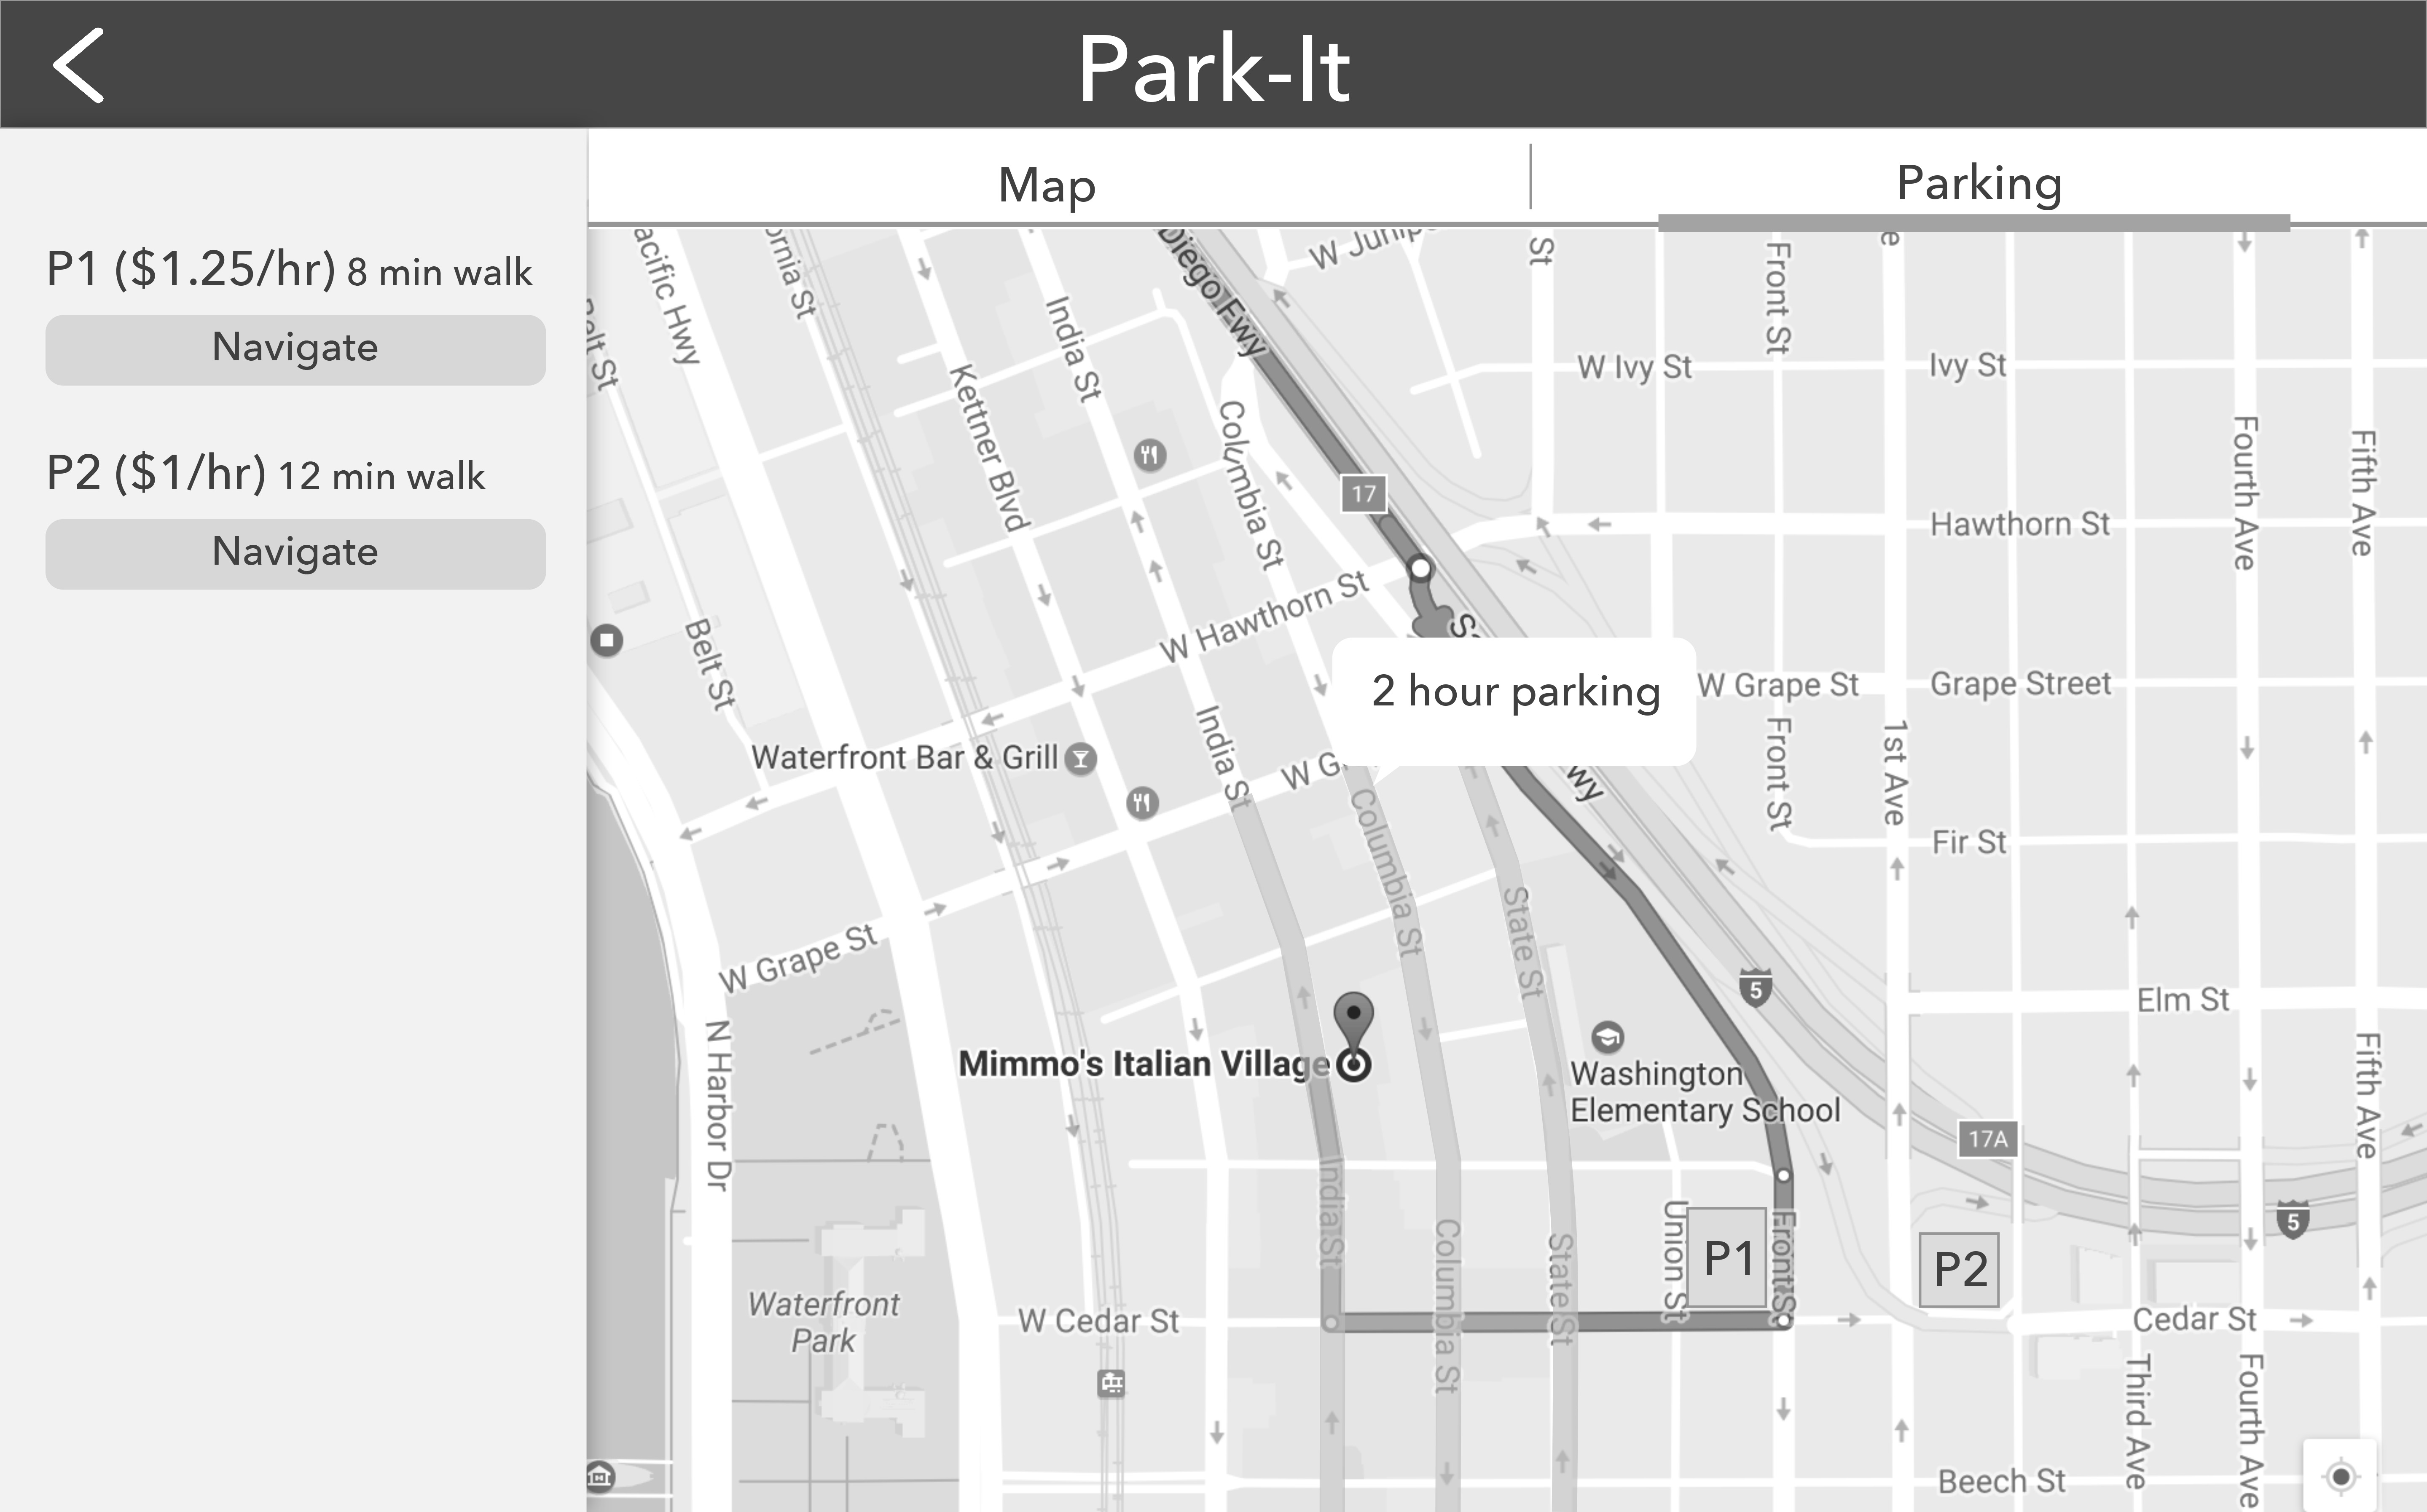 Park-It
Map
Parking
P1 ($1.25/hr) 8 min walk
Navigate
P2 ($1/hr) 12 min walk
Navigate
acific Hwy
ornia St
Diego Fwy
W Junip
St
Front St
e
Belt St
India St
W Ivy St
Ivy St
Kettner Blvd
Columbia St
Fourth Ave
Fifth Ave
17
Hawthorn St
W Hawthorn St
Belt St
2 hour parking
W Grape St
Grape Street
India St
Waterfront Bar & Grill
W G
wy
Front St
1st Ave
Columbia St
Fir St
State St
W Grape St
5
Elm St
N Harbor Dr
Mimmo's Italian Village
Washington
Elementary School
Fifth Ave
17A
India St
Columbia St
State St
Union St
P1
Front St
P2
5
Waterfront
Park
W Cedar St
Cedar St
Third Ave
Fourth Ave
Beech St